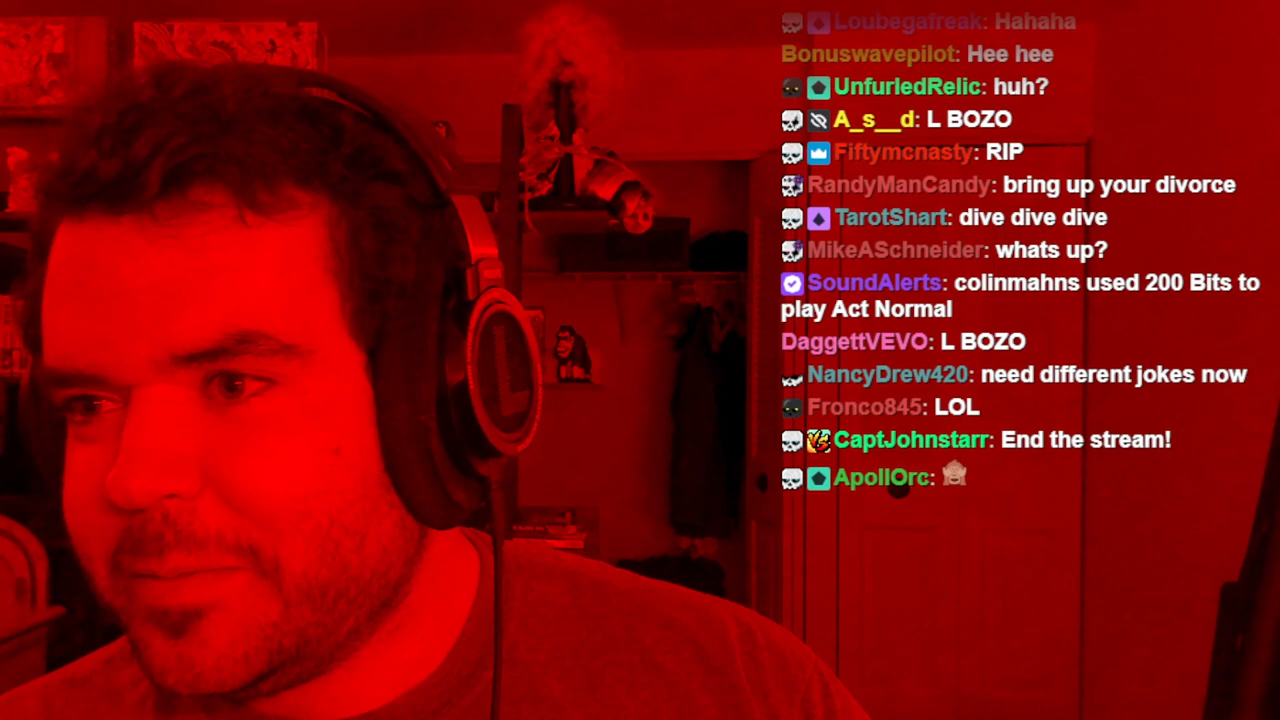 Loubegafreak: Hahaha
Bonuswavepilot: Hee hee
UnfurledRelic: huh?
A_s__d: L BOZO
Fiftymcnasty: RIP
RandyManCandy: bring up your divorce
TarotShart: dive dive dive
MikeASchneider: whats up?
SoundAlerts: colinmahns used 200 Bits to
play Act Normal
DaggettVEVO: L BOZO
NancyDrew420: need different jokes now
Fronco845: LOL
CaptJohnstarr: End the stream!
ApollOrc: